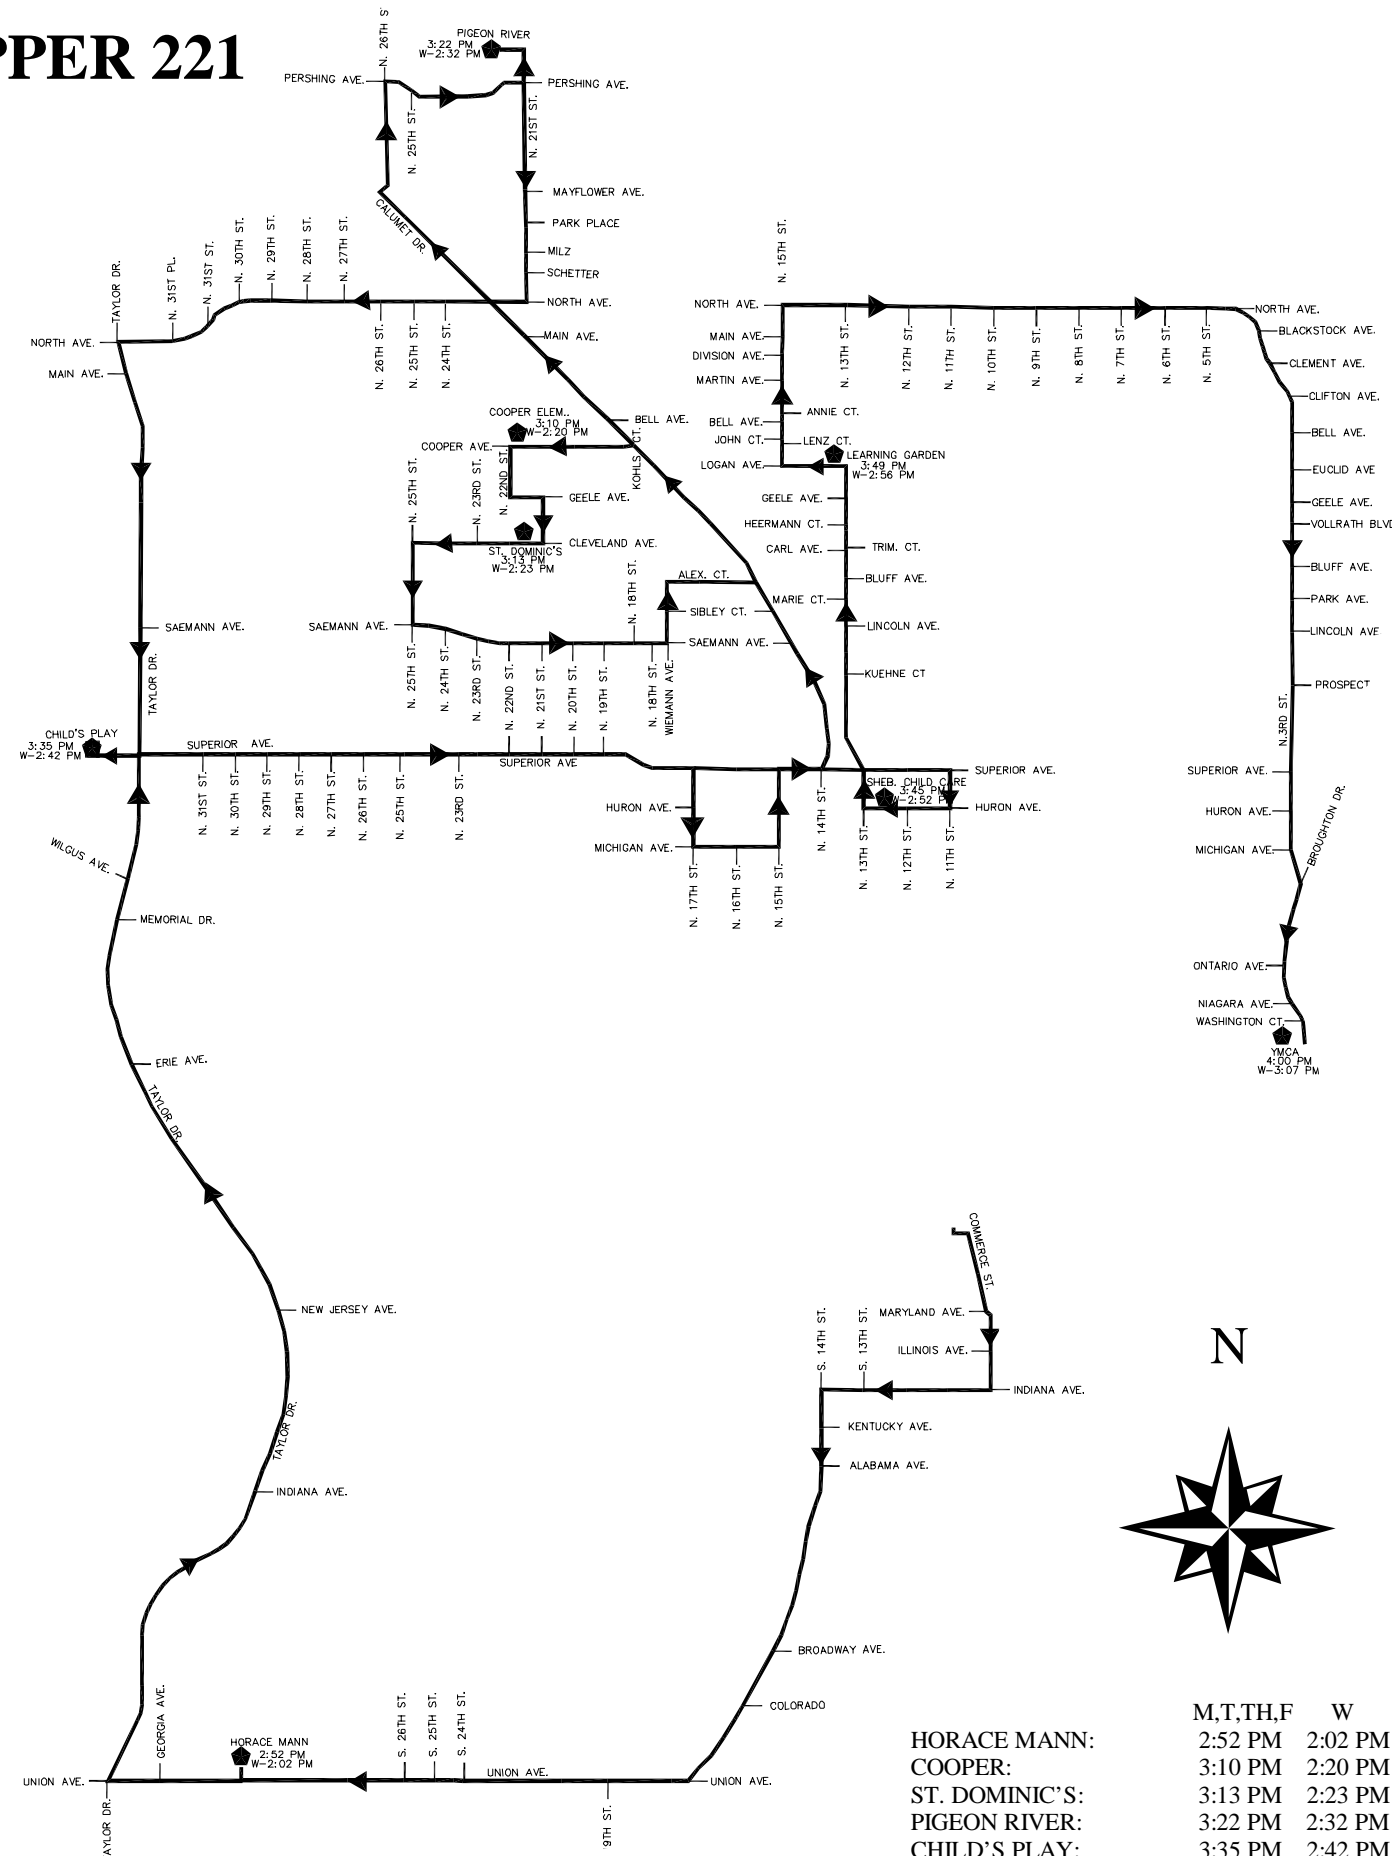 PPER 221
N. 26TH S
PIGEON RIVER
3:22 PM
W-2:32 PM
PERSHING AVE.
PERSHING AVE.
N. 25TH ST.
N. 21ST ST.
MAYFLOWER AVE.
CALUMET DR.
PARK PLACE
MILZ
SCHETTER
NORTH AVE.
TAYLOR DR.
N. 31ST PL.
N. 31ST ST.
N. 30TH ST.
N. 29TH ST.
N. 28TH ST.
N. 27TH ST.
NORTH AVE.
MAIN AVE.
N. 26TH ST.
N. 25TH ST.
N. 24TH ST.
MAIN AVE.
BELL AVE.
KOHLS CT.
COOPER ELEM..
3:10 PM
W-2:20 PM
COOPER AVE.
N. 25TH ST.
N. 23RD ST.
N. 22ND ST.
GEELE AVE.
CLEVELAND AVE.
ST. DOMINIC'S
3:13 PM
W-2:23 PM
N. 18TH ST.
ALEX. CT.
SIBLEY CT.
SAEMANN AVE.
SAEMANN AVE.
SAEMANN AVE.
N. 25TH ST.
N. 24TH ST.
N. 23RD ST.
N. 22ND ST.
N. 21ST ST.
N. 20TH ST.
N. 19TH ST.
N. 18TH ST.
WIEMANN AVE.
N. 15TH ST.
NORTH AVE.
MAIN AVE.
DIVISION AVE.
MARTIN AVE.
BELL AVE.
JOHN CT.
LOGAN AVE.
ANNIE CT.
LENZ CT.
LEARNING GARDEN
3:49 PM
W-2:56 PM
GEELE AVE.
HEERMANN CT.
CARL AVE.
TRIM. CT.
BLUFF AVE.
MARIE CT.
LINCOLN AVE.
KUEHNE CT
N. 13TH ST.
N. 12TH ST.
N. 11TH ST.
N. 10TH ST.
N. 9TH ST.
N. 8TH ST.
N. 7TH ST.
N. 6TH ST.
N. 5TH ST.
NORTH AVE.
BLACKSTOCK AVE.
CLEMENT AVE.
CLIFTON AVE.
BELL AVE.
EUCLID AVE
GEELE AVE.
VOLLRATH BLVD
BLUFF AVE.
PARK AVE.
LINCOLN AVE
PROSPECT
N.3RD ST.
SUPERIOR AVE.
HURON AVE.
MICHIGAN AVE.
BROUGHTON DR.
ONTARIO AVE.
NIAGARA AVE.
WASHINGTON CT.
YMCA
4:00 PM
W-3:07 PM
TAYLOR DR.
CHILD'S PLAY
3:35 PM
W-2:42 PM
SUPERIOR AVE.
SUPERIOR AVE
N. 31ST ST.
N. 30TH ST.
N. 29TH ST.
N. 28TH ST.
N. 27TH ST.
N. 26TH ST.
N. 25TH ST.
N. 23RD ST.
HURON AVE.
MICHIGAN AVE.
N. 17TH ST.
N. 16TH ST.
N. 15TH ST.
N. 14TH ST.
SHEB. CHILD CARE
3:45 PM
W-2:52 P
SUPERIOR AVE.
HURON AVE.
N. 13TH ST.
N. 12TH ST.
N. 11TH ST.
WILGUS AVE.
MEMORIAL DR.
ERIE AVE.
TAYLOR DR.
NEW JERSEY AVE.
TAYLOR DR.
INDIANA AVE.
COMMERCE ST.
MARYLAND AVE.
ILLINOIS AVE.
INDIANA AVE.
S. 14TH ST.
S. 13TH ST.
KENTUCKY AVE.
ALABAMA AVE.
BROADWAY AVE.
COLORADO
N
GEORGIA AVE.
HORACE MANN
2:52 PM
W-2:02 PM
S. 26TH ST.
S. 25TH ST.
S. 24TH ST.
UNION AVE.
UNION AVE.
UNION AVE.
AYLOR DR.
9TH ST.
M,T,TH,F W
HORACE MANN: 2:52 PM 2:02 PM
COOPER: 3:10 PM 2:20 PM
ST. DOMINIC'S: 3:13 PM 2:23 PM
PIGEON RIVER: 3:22 PM 2:32 PM
CHILD'S PLAY: 3:35 PM 2:42 PM